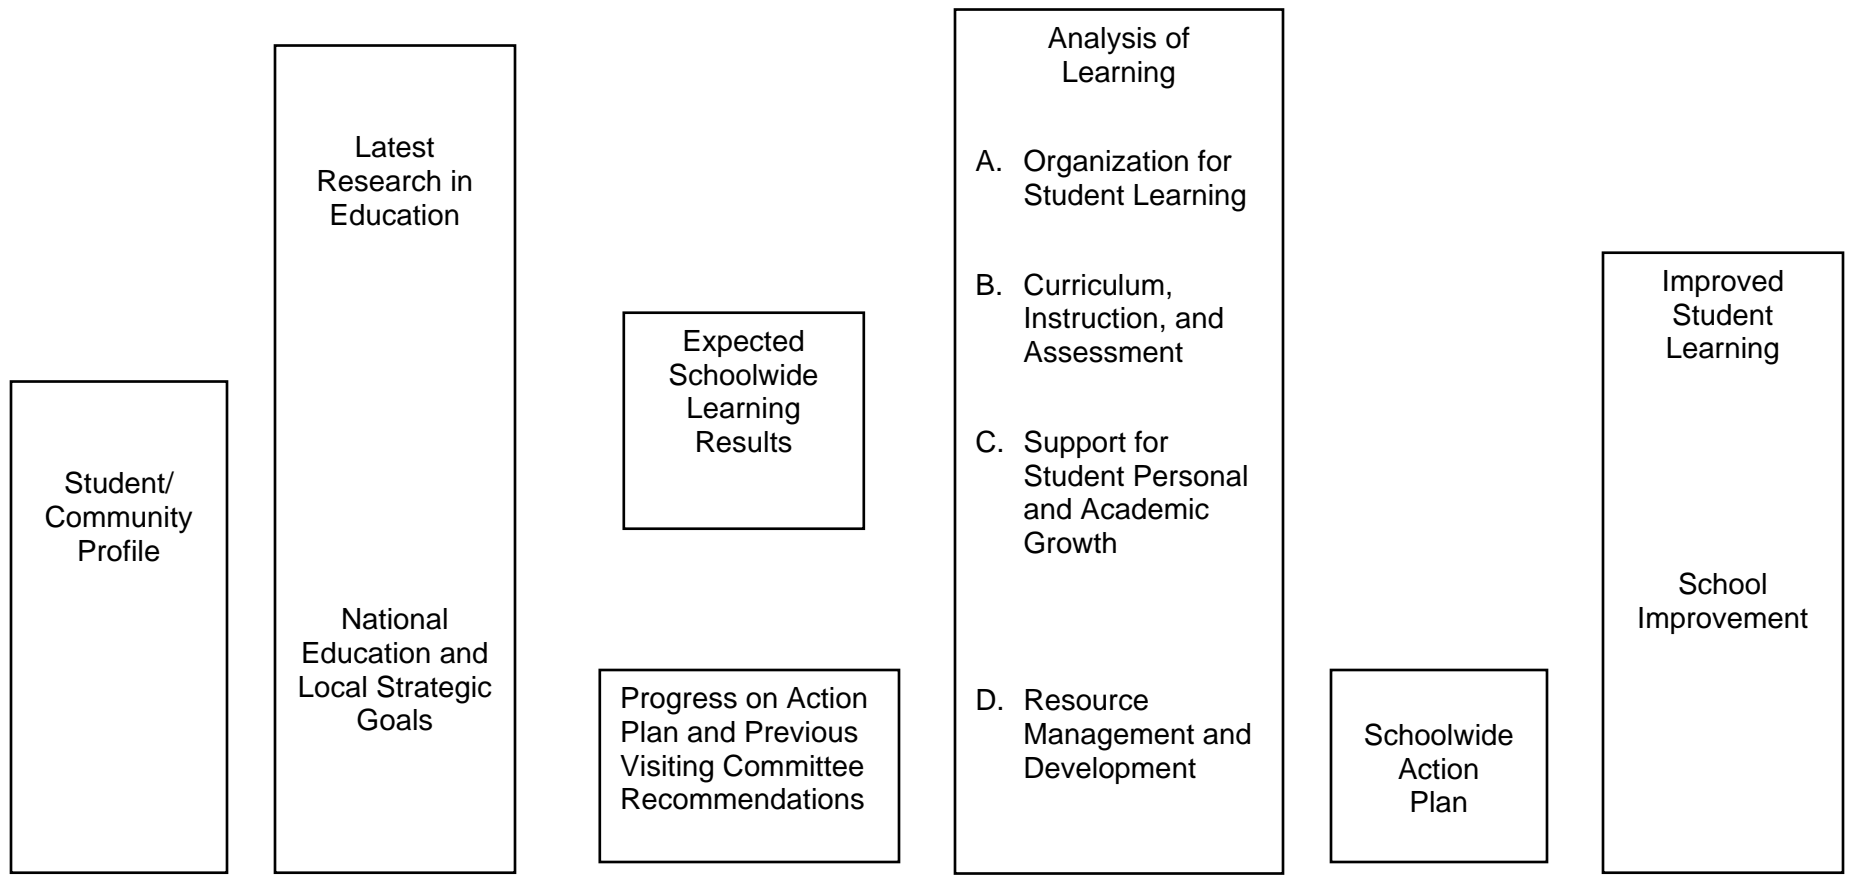 Student/
Community
Profile
Latest
Research in
Education
National
Education and
Local Strategic
Goals
Expected
Schoolwide
Learning
Results
Progress on Action
Plan and Previous
Visiting Committee
Recommendations
Analysis of
Learning
A. Organization for
Student Learning
B. Curriculum,
Instruction, and
Assessment
C. Support for
Student Personal
and Academic
Growth
D. Resource
Management and
Development
Schoolwide
Action
Plan
Improved
Student
Learning
School
Improvement